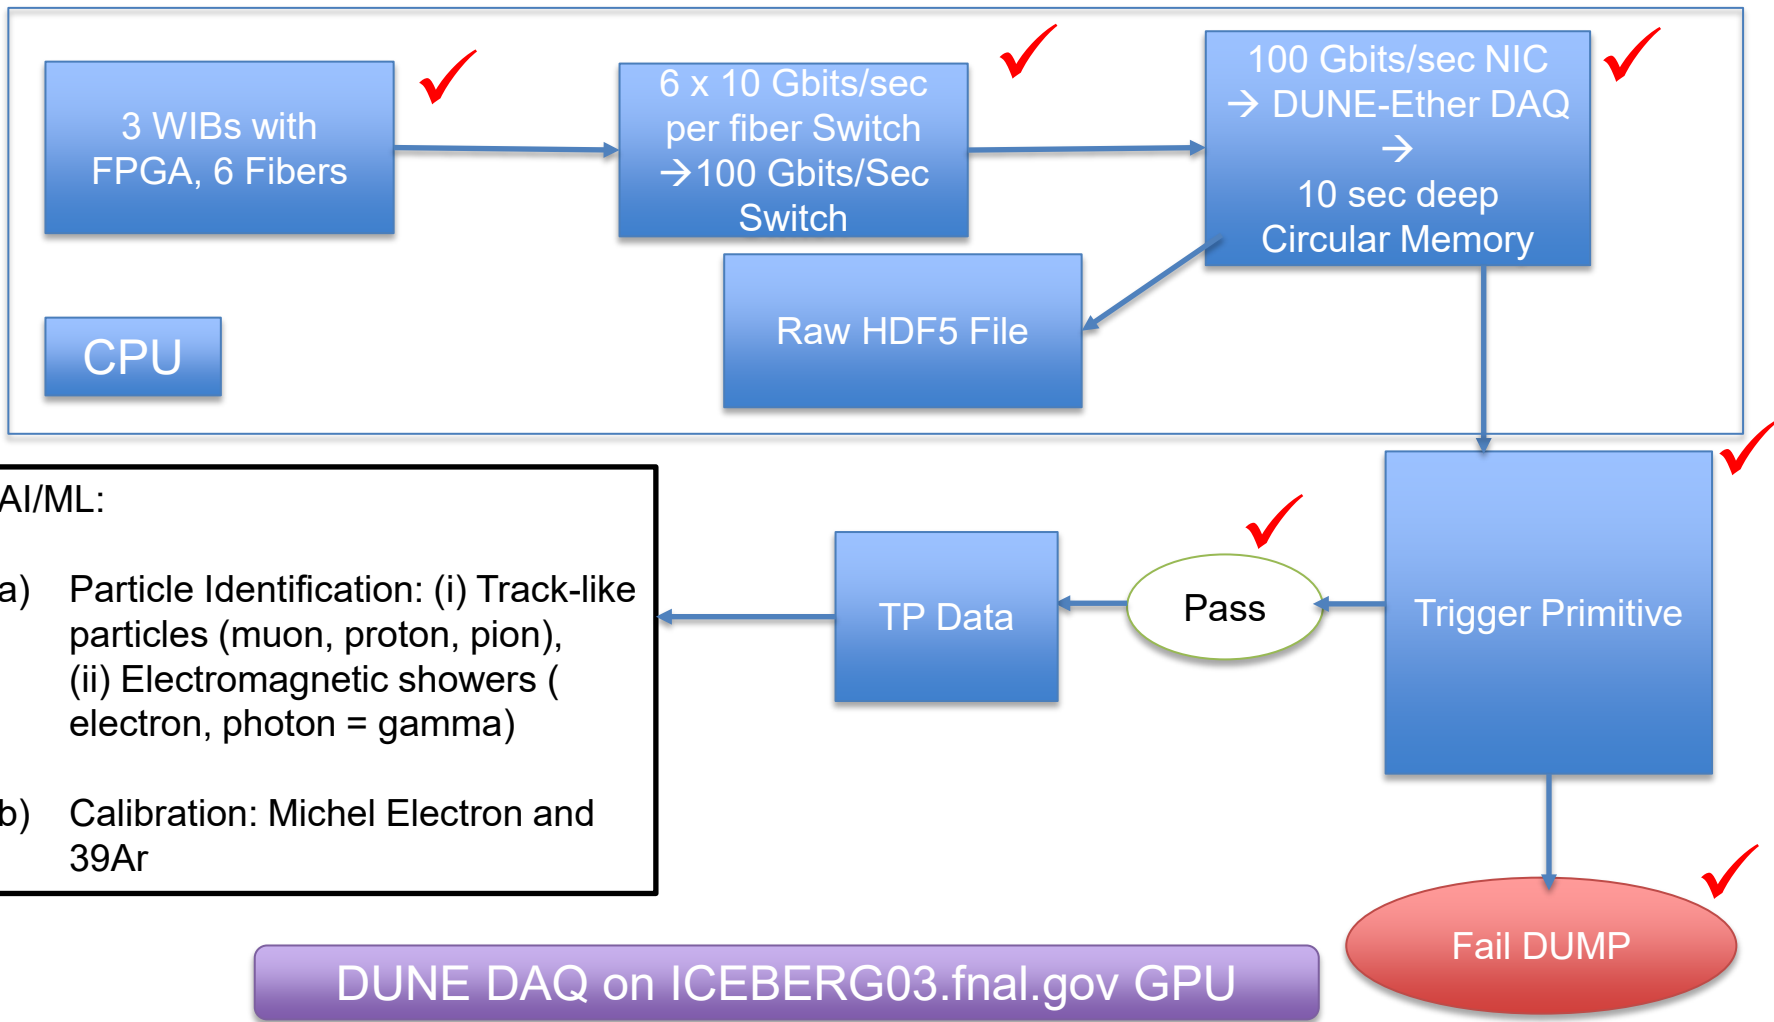 3 WIBs with
FPGA, 6 Fibers
6 x 10 Gbits/sec
per fiber Switch
→100 Gbits/Sec
Switch
100 Gbits/sec NIC
→ DUNE-Ether DAQ
→
10 sec deep
Circular Memory
Raw HDF5 File
CPU
AI/ML:
a) Particle Identification: (i) Track-like
particles (muon, proton, pion),
(ii) Electromagnetic showers (
electron, photon = gamma)
b) Calibration: Michel Electron and
39Ar
TP Data
Pass
Trigger Primitive
Fail DUMP
DUNE DAQ on ICEBERG03.fnal.gov GPU